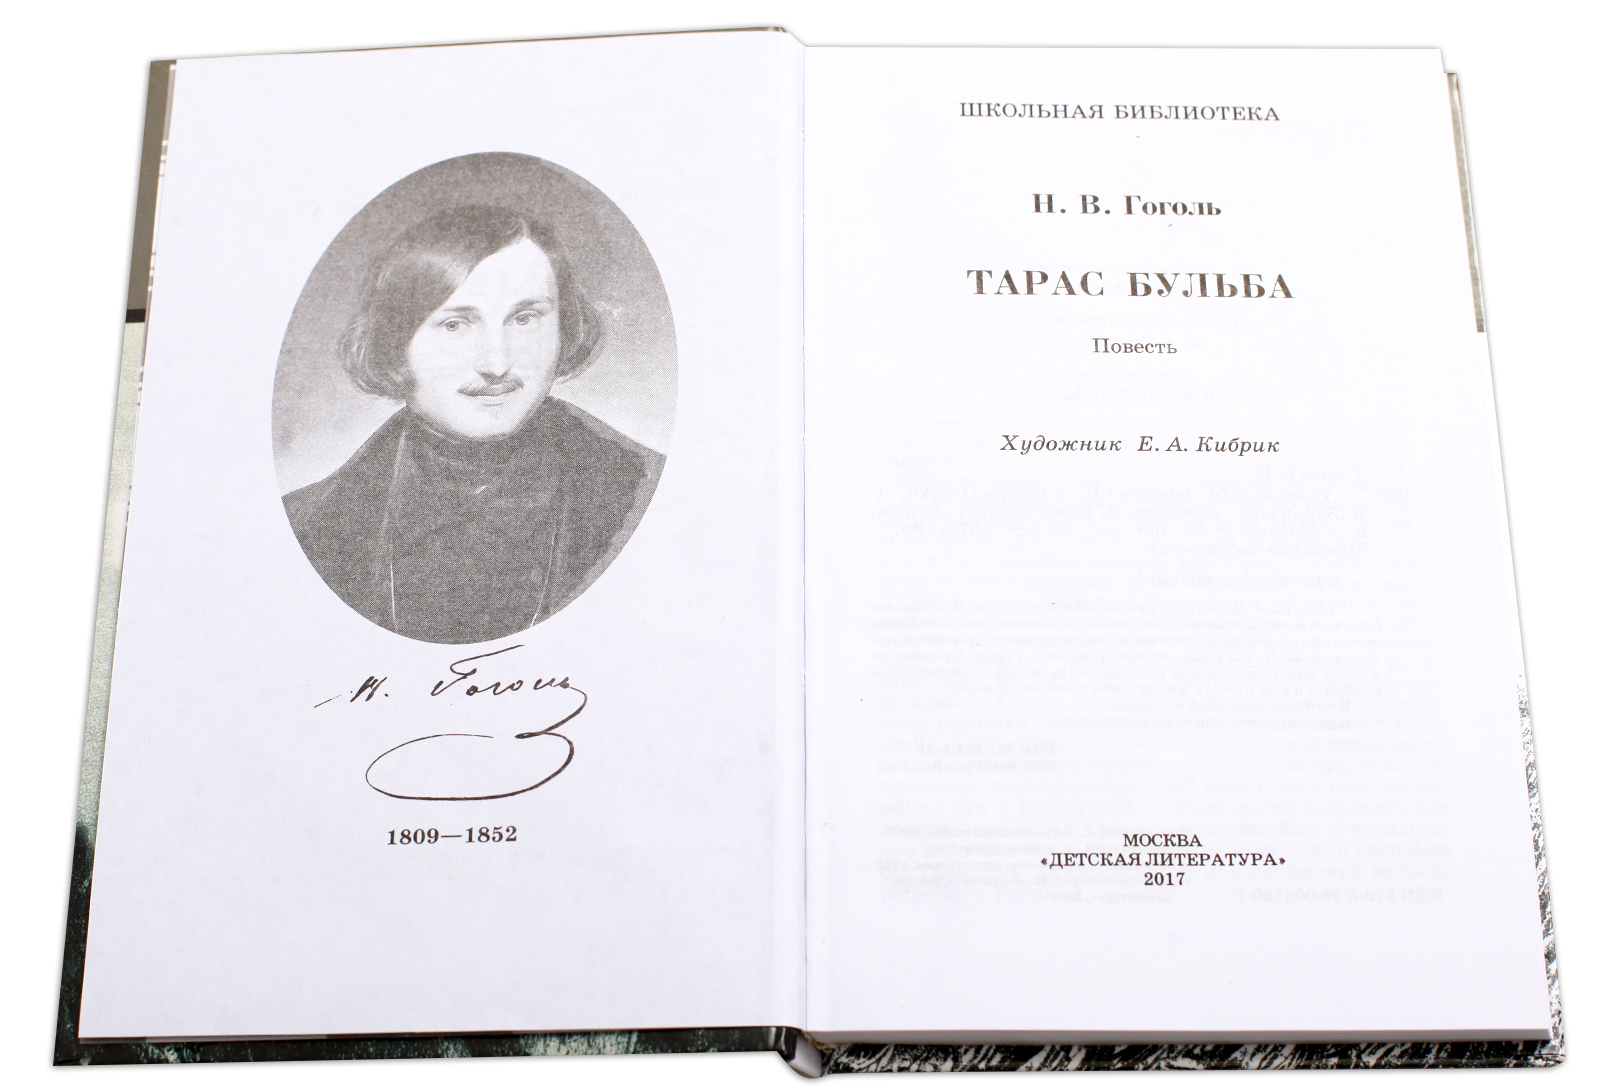 Н. Гоголь
1809—1852
ШКОЛЬНАЯ БИБЛИОТЕКА
Н. В. Гоголь
ТАРАС БУЛЬБА
Повесть
Художник Е. А. Кибрик
МОСКВА
«ДЕТСКАЯ ЛИТЕРАТУРА»
2017